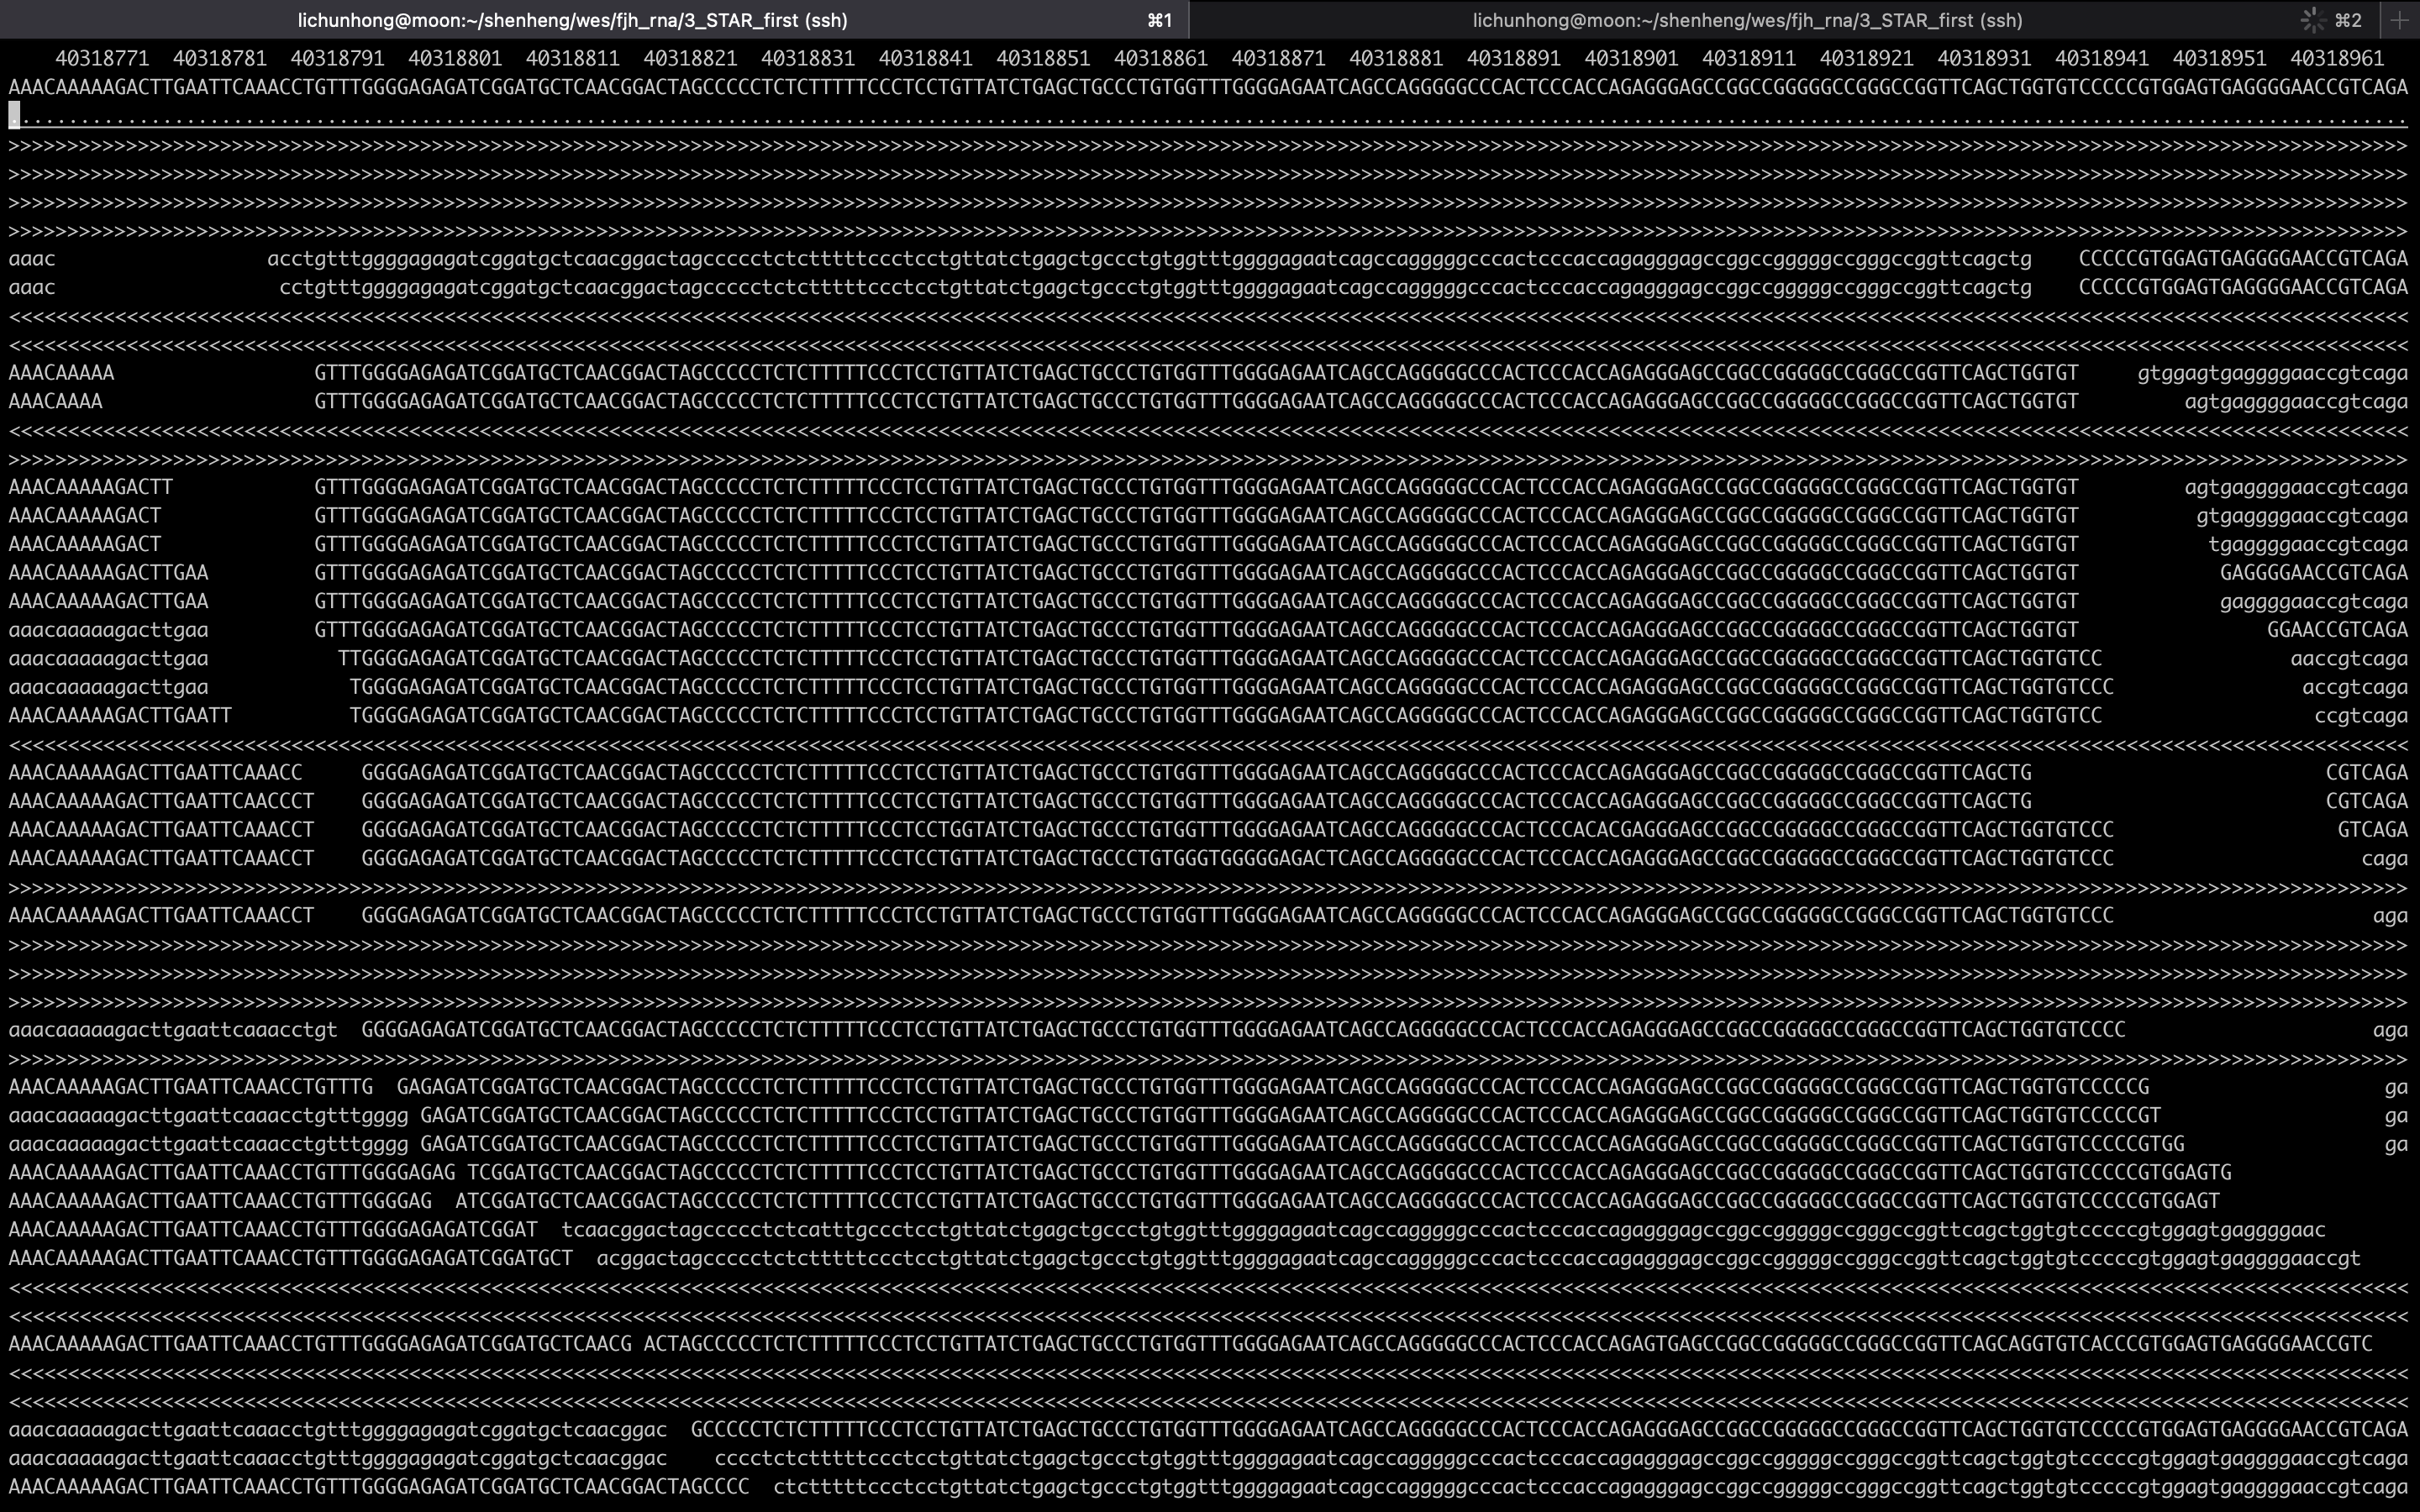 lichunhong@moon:~/shenheng/wes/fjh_rna/3_STAR_first (ssh) ⌘1 lichunhong@moon:~/shenheng/wes/fjh_rna/3_STAR_first (ssh) ⌘2 +
40318771 40318781 40318791 40318801 40318811 40318821 40318831 40318841 40318851 40318861 40318871 40318881 40318891 40318901 40318911 40318921 40318931 40318941 40318951 40318961
AAACAAAAAGACTTGAATTCAAACCTGTTTGGGGAGAGATCGGATGCTCAACGGACTAGCCCCCTCTCTTTTTCCCTCCTGTTATCTGAGCTGCCCTGTGGTTTGGGGAGAATCAGCCAGGGGGCCCACTCCCACCAGAGGGAGCCGGCCGGGGGCCGGGCCGGTTCAGCTGGTGTCCCCCGTGGAGTGAGGGGAACCGTCAGA
aaac acctgtttggggagagatcggatgctcaacggactagccccctctctttttccctcctgttatctgagctgccctgtggtttggggagaatcagccagggggcccactcccaccagagggagccggccgggggccgggccggttcagctg CCCCCGTGGAGTGAGGGGAACCGTCAGA
aaac cctgtttggggagagatcggatgctcaacggactagccccctctctttttccctcctgttatctgagctgccctgtggtttggggagaatcagccagggggcccactcccaccagagggagccggccgggggccgggccggttcagctg CCCCCGTGGAGTGAGGGGAACCGTCAGA
AAACAAAAA GTTTGGGGAGAGATCGGATGCTCAACGGACTAGCCCCCTCTCTTTTTCCCTCCTGTTATCTGAGCTGCCCTGTGGTTTGGGGAGAATCAGCCAGGGGGCCCACTCCCACCAGAGGGAGCCGGCCGGGGGCCGGGCCGGTTCAGCTGGTGT gtggagtgaggggaaccgtcaga
AAACAAAA GTTTGGGGAGAGATCGGATGCTCAACGGACTAGCCCCCTCTCTTTTTCCCTCCTGTTATCTGAGCTGCCCTGTGGTTTGGGGAGAATCAGCCAGGGGGCCCACTCCCACCAGAGGGAGCCGGCCGGGGGCCGGGCCGGTTCAGCTGGTGT agtgaggggaaccgtcaga
AAACAAAAAGACTT GTTTGGGGAGAGATCGGATGCTCAACGGACTAGCCCCCTCTCTTTTTCCCTCCTGTTATCTGAGCTGCCCTGTGGTTTGGGGAGAATCAGCCAGGGGGCCCACTCCCACCAGAGGGAGCCGGCCGGGGGCCGGGCCGGTTCAGCTGGTGT agtgaggggaaccgtcaga
AAACAAAAAGACT GTTTGGGGAGAGATCGGATGCTCAACGGACTAGCCCCCTCTCTTTTTCCCTCCTGTTATCTGAGCTGCCCTGTGGTTTGGGGAGAATCAGCCAGGGGGCCCACTCCCACCAGAGGGAGCCGGCCGGGGGCCGGGCCGGTTCAGCTGGTGT gtgaggggaaccgtcaga
AAACAAAAAGACT GTTTGGGGAGAGATCGGATGCTCAACGGACTAGCCCCCTCTCTTTTTCCCTCCTGTTATCTGAGCTGCCCTGTGGTTTGGGGAGAATCAGCCAGGGGGCCCACTCCCACCAGAGGGAGCCGGCCGGGGGCCGGGCCGGTTCAGCTGGTGT tgaggggaaccgtcaga
AAACAAAAAGACTTGAA GTTTGGGGAGAGATCGGATGCTCAACGGACTAGCCCCCTCTCTTTTTCCCTCCTGTTATCTGAGCTGCCCTGTGGTTTGGGGAGAATCAGCCAGGGGGCCCACTCCCACCAGAGGGAGCCGGCCGGGGGCCGGGCCGGTTCAGCTGGTGT GAGGGGAACCGTCAGA
AAACAAAAAGACTTGAA GTTTGGGGAGAGATCGGATGCTCAACGGACTAGCCCCCTCTCTTTTTCCCTCCTGTTATCTGAGCTGCCCTGTGGTTTGGGGAGAATCAGCCAGGGGGCCCACTCCCACCAGAGGGAGCCGGCCGGGGGCCGGGCCGGTTCAGCTGGTGT gaggggaaccgtcaga
aaacaaaaagacttgaa GTTTGGGGAGAGATCGGATGCTCAACGGACTAGCCCCCTCTCTTTTTCCCTCCTGTTATCTGAGCTGCCCTGTGGTTTGGGGAGAATCAGCCAGGGGGCCCACTCCCACCAGAGGGAGCCGGCCGGGGGCCGGGCCGGTTCAGCTGGTGT GGAACCGTCAGA
aaacaaaaagacttgaa TTGGGGAGAGATCGGATGCTCAACGGACTAGCCCCCTCTCTTTTTCCCTCCTGTTATCTGAGCTGCCCTGTGGTTTGGGGAGAATCAGCCAGGGGGCCCACTCCCACCAGAGGGAGCCGGCCGGGGGCCGGGCCGGTTCAGCTGGTGTCC aaccgtcaga
aaacaaaaagacttgaa TGGGGAGAGATCGGATGCTCAACGGACTAGCCCCCTCTCTTTTTCCCTCCTGTTATCTGAGCTGCCCTGTGGTTTGGGGAGAATCAGCCAGGGGGCCCACTCCCACCAGAGGGAGCCGGCCGGGGGCCGGGCCGGTTCAGCTGGTGTCCC accgtcaga
AAACAAAAAGACTTGAATT TGGGGAGAGATCGGATGCTCAACGGACTAGCCCCCTCTCTTTTTCCCTCCTGTTATCTGAGCTGCCCTGTGGTTTGGGGAGAATCAGCCAGGGGGCCCACTCCCACCAGAGGGAGCCGGCCGGGGGCCGGGCCGGTTCAGCTGGTGTCC ccgtcaga
AAACAAAAAGACTTGAATTCAAACC GGGGAGAGATCGGATGCTCAACGGACTAGCCCCCTCTCTTTTTCCCTCCTGTTATCTGAGCTGCCCTGTGGTTTGGGGAGAATCAGCCAGGGGGCCCACTCCCACCAGAGGGAGCCGGCCGGGGGCCGGGCCGGTTCAGCTG CGTCAGA
AAACAAAAAGACTTGAATTCAACCCT GGGGAGAGATCGGATGCTCAACGGACTAGCCCCCTCTCTTTTTCCCTCCTGTTATCTGAGCTGCCCTGTGGTTTGGGGAGAATCAGCCAGGGGGCCCACTCCCACCAGAGGGAGCCGGCCGGGGGCCGGGCCGGTTCAGCTG CGTCAGA
AAACAAAAAGACTTGAATTCAAACCT GGGGAGAGATCGGATGCTCAACGGACTAGCCCCCTCTCTTTTTCCCTCCTGGTATCTGAGCTGCCCTGTGGTTTGGGGAGAATCAGCCAGGGGGCCCACTCCCACACGAGGGAGCCGGCCGGGGGCCGGGCCGGTTCAGCTGGTGTCCC GTCAGA
AAACAAAAAGACTTGAATTCAAACCT GGGGAGAGATCGGATGCTCAACGGACTAGCCCCCTCTCTTTTTCCCTCCTGTTATCTGAGCTGCCCTGTGGGTGGGGGAGACTCAGCCAGGGGGCCCACTCCCACCAGAGGGAGCCGGCCGGGGGCCGGGCCGGTTCAGCTGGTGTCCC caga
AAACAAAAAGACTTGAATTCAAACCT GGGGAGAGATCGGATGCTCAACGGACTAGCCCCCTCTCTTTTTCCCTCCTGTTATCTGAGCTGCCCTGTGGTTTGGGGAGAATCAGCCAGGGGGCCCACTCCCACCAGAGGGAGCCGGCCGGGGGCCGGGCCGGTTCAGCTGGTGTCCC aga
aaacaaaaagacttgaattcaaacctgt GGGGAGAGATCGGATGCTCAACGGACTAGCCCCCTCTCTTTTTCCCTCCTGTTATCTGAGCTGCCCTGTGGTTTGGGGAGAATCAGCCAGGGGGCCCACTCCCACCAGAGGGAGCCGGCCGGGGGCCGGGCCGGTTCAGCTGGTGTCCCC aga
AAACAAAAAGACTTGAATTCAAACCTGTTTG GAGAGATCGGATGCTCAACGGACTAGCCCCCTCTCTTTTTCCCTCCTGTTATCTGAGCTGCCCTGTGGTTTGGGGAGAATCAGCCAGGGGGCCCACTCCCACCAGAGGGAGCCGGCCGGGGGCCGGGCCGGTTCAGCTGGTGTCCCCCG ga
aaacaaaaagacttgaattcaaacctgtttgggg GAGATCGGATGCTCAACGGACTAGCCCCCTCTCTTTTTCCCTCCTGTTATCTGAGCTGCCCTGTGGTTTGGGGAGAATCAGCCAGGGGGCCCACTCCCACCAGAGGGAGCCGGCCGGGGGCCGGGCCGGTTCAGCTGGTGTCCCCCGT ga
aaacaaaaagacttgaattcaaacctgtttgggg GAGATCGGATGCTCAACGGACTAGCCCCCTCTCTTTTTCCCTCCTGTTATCTGAGCTGCCCTGTGGTTTGGGGAGAATCAGCCAGGGGGCCCACTCCCACCAGAGGGAGCCGGCCGGGGGCCGGGCCGGTTCAGCTGGTGTCCCCCGTGG ga
AAACAAAAAGACTTGAATTCAAACCTGTTTGGGGAGAG TCGGATGCTCAACGGACTAGCCCCCTCTCTTTTTCCCTCCTGTTATCTGAGCTGCCCTGTGGTTTGGGGAGAATCAGCCAGGGGGCCCACTCCCACCAGAGGGAGCCGGCCGGGGGCCGGGCCGGTTCAGCTGGTGTCCCCCGTGGAGTG
AAACAAAAAGACTTGAATTCAAACCTGTTTGGGGAG ATCGGATGCTCAACGGACTAGCCCCCTCTCTTTTTCCCTCCTGTTATCTGAGCTGCCCTGTGGTTTGGGGAGAATCAGCCAGGGGGCCCACTCCCACCAGAGGGAGCCGGCCGGGGGCCGGGCCGGTTCAGCTGGTGTCCCCCGTGGAGT
AAACAAAAAGACTTGAATTCAAACCTGTTTGGGGAGAGATCGGAT tcaacggactagccccctctcatttgccctcctgttatctgagctgccctgtggtttggggagaatcagccagggggcccactcccaccagagggagccggccgggggccgggccggttcagctggtgtcccccgtggagtgaggggaac
AAACAAAAAGACTTGAATTCAAACCTGTTTGGGGAGAGATCGGATGCT acggactagccccctctctttttccctcctgttatctgagctgccctgtggtttggggagaatcagccagggggcccactcccaccagagggagccggccgggggccgggccggttcagctggtgtcccccgtggagtgaggggaaccgt
AAACAAAAAGACTTGAATTCAAACCTGTTTGGGGAGAGATCGGATGCTCAACG ACTAGCCCCCTCTCTTTTTCCCTCCTGTTATCTGAGCTGCCCTGTGGTTTGGGGAGAATCAGCCAGGGGGCCCACTCCCACCAGAGTGAGCCGGCCGGGGGCCGGGCCGGTTCAGCAGGTGTCACCCGTGGAGTGAGGGGAACCGTC
aaacaaaaagacttgaattcaaacctgtttggggagagatcggatgctcaacggac GCCCCCTCTCTTTTTCCCTCCTGTTATCTGAGCTGCCCTGTGGTTTGGGGAGAATCAGCCAGGGGGCCCACTCCCACCAGAGGGAGCCGGCCGGGGGCCGGGCCGGTTCAGCTGGTGTCCCCCGTGGAGTGAGGGGAACCGTCAGA
aaacaaaaagacttgaattcaaacctgtttggggagagatcggatgctcaacggac cccctctctttttccctcctgttatctgagctgccctgtggtttggggagaatcagccagggggcccactcccaccagagggagccggccgggggccgggccggttcagctggtgtcccccgtggagtgaggggaaccgtcaga
AAACAAAAAGACTTGAATTCAAACCTGTTTGGGGAGAGATCGGATGCTCAACGGACTAGCCCC ctctttttccctcctgttatctgagctgccctgtggtttggggagaatcagccagggggcccactcccaccagagggagccggccgggggccgggccggttcagctggtgtcccccgtggagtgaggggaaccgtcaga